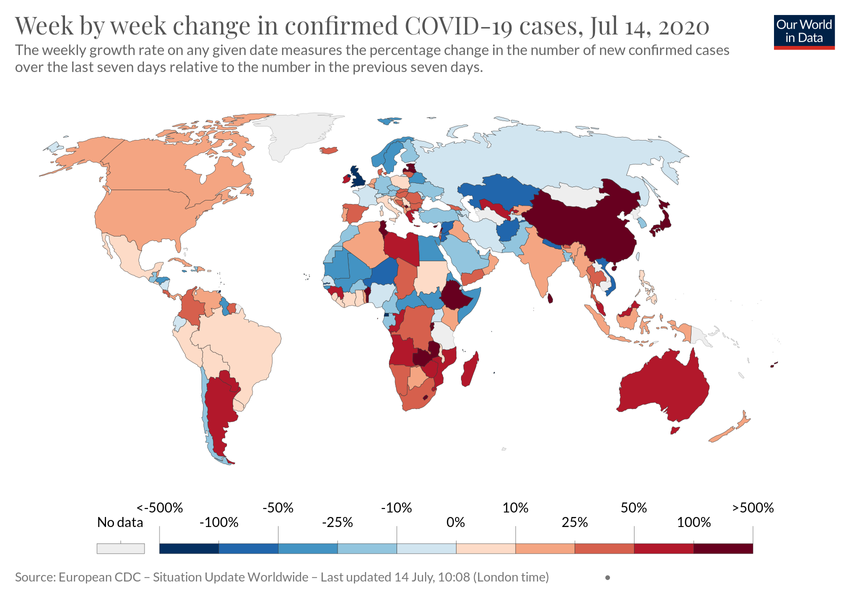 Week by week change in confirmed COVID-19 cases, Jul 14, 2020
Our World
in Data
The weekly growth rate on any given date measures the percentage change in the number of new confirmed cases
over the last seven days relative to the number in the previous seven days.
<-500% -50% -10% 10% 50% >500%
No data -100% -25% 0% 25% 100%
Source: European CDC – Situation Update Worldwide – Last updated 14 July, 10:08 (London time) •